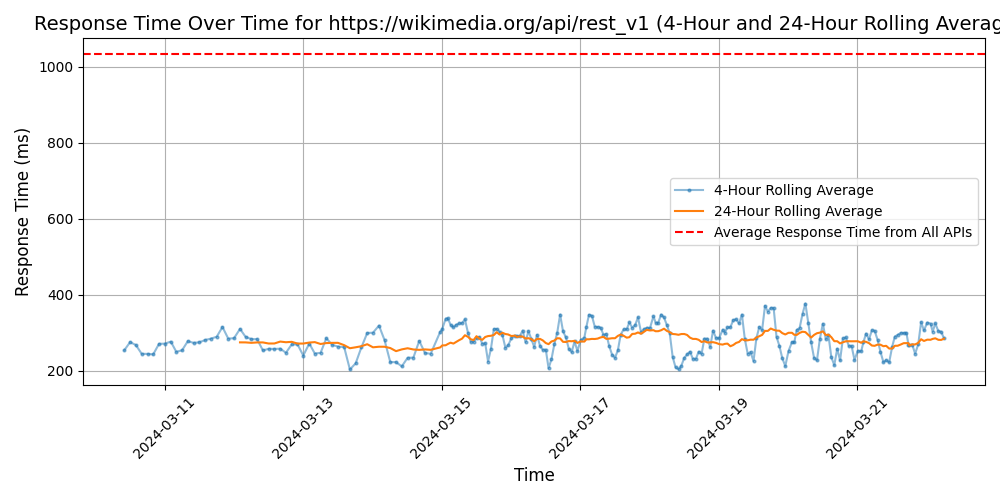 Response Time Over Time for https://wikimedia.org/api/rest_v1 (4-Hour and 24-Hour Rolling Averag
Response Time (ms)
1000
800
600
400
200
4-Hour Rolling Average
24-Hour Rolling Average
Average Response Time from All APIs
2024-03-11
2024-03-13
2024-03-15
2024-03-17
2024-03-19
2024-03-21
Time